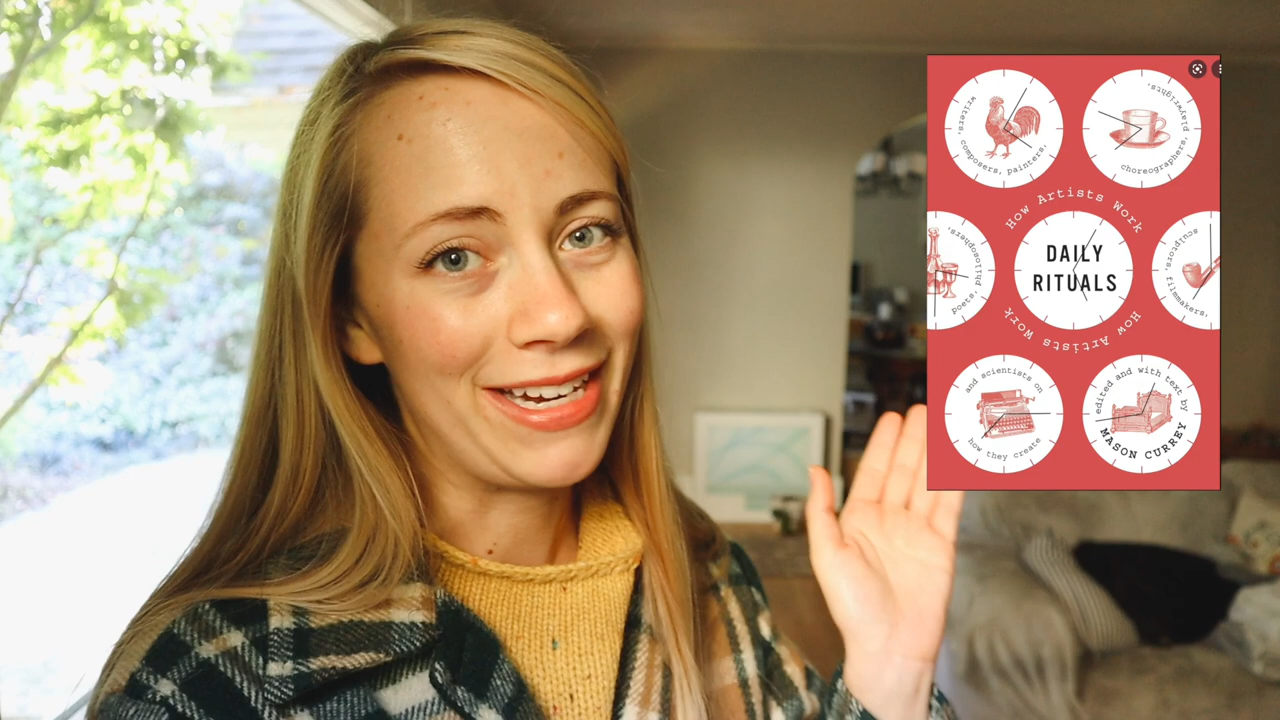 writers, composers, painters,
choreographers, playwrights,
How Artists Work
poets, philosophers,
DAILY
RITUALS
sculptors, filmmakers,
How Artists Work
and scientists on
how they create
edited and with text by
MASON CURREY